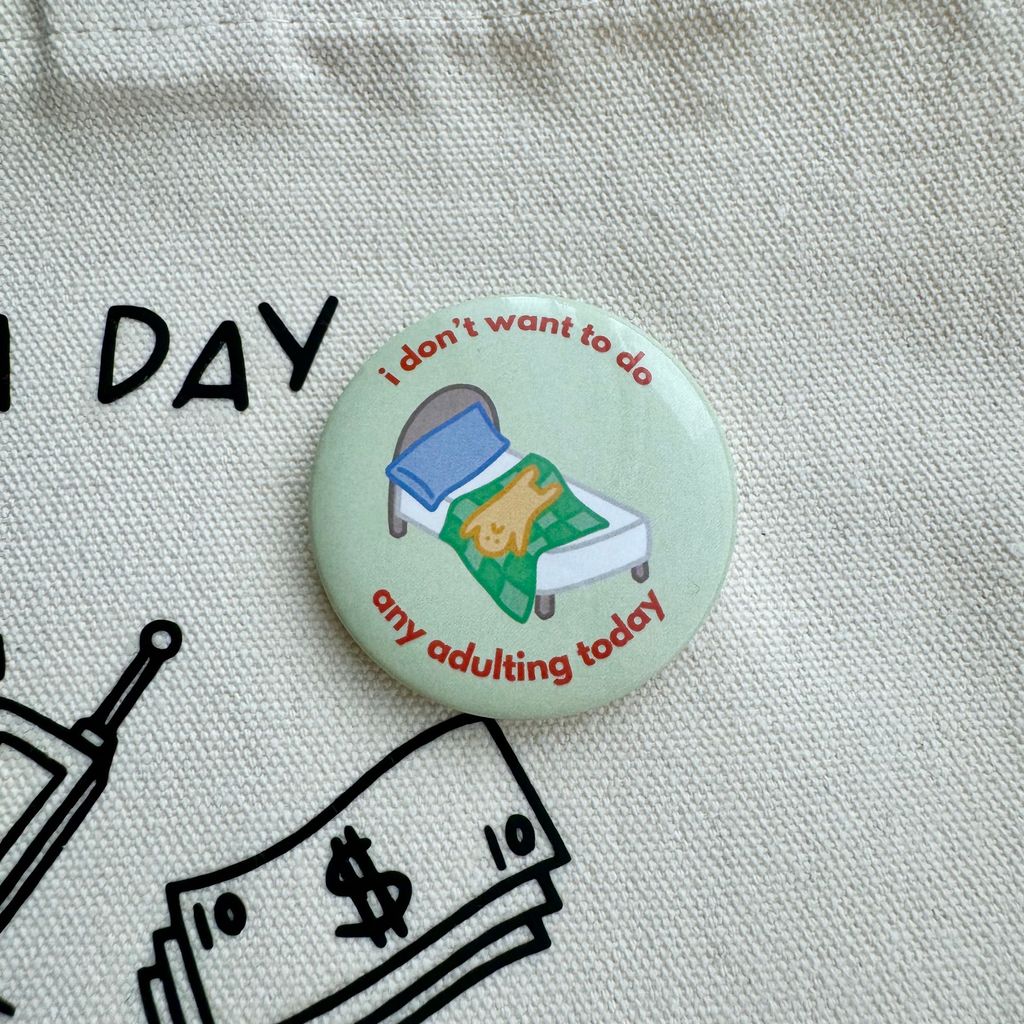 DAY
i don't want to do
any adulting today
10
$
10